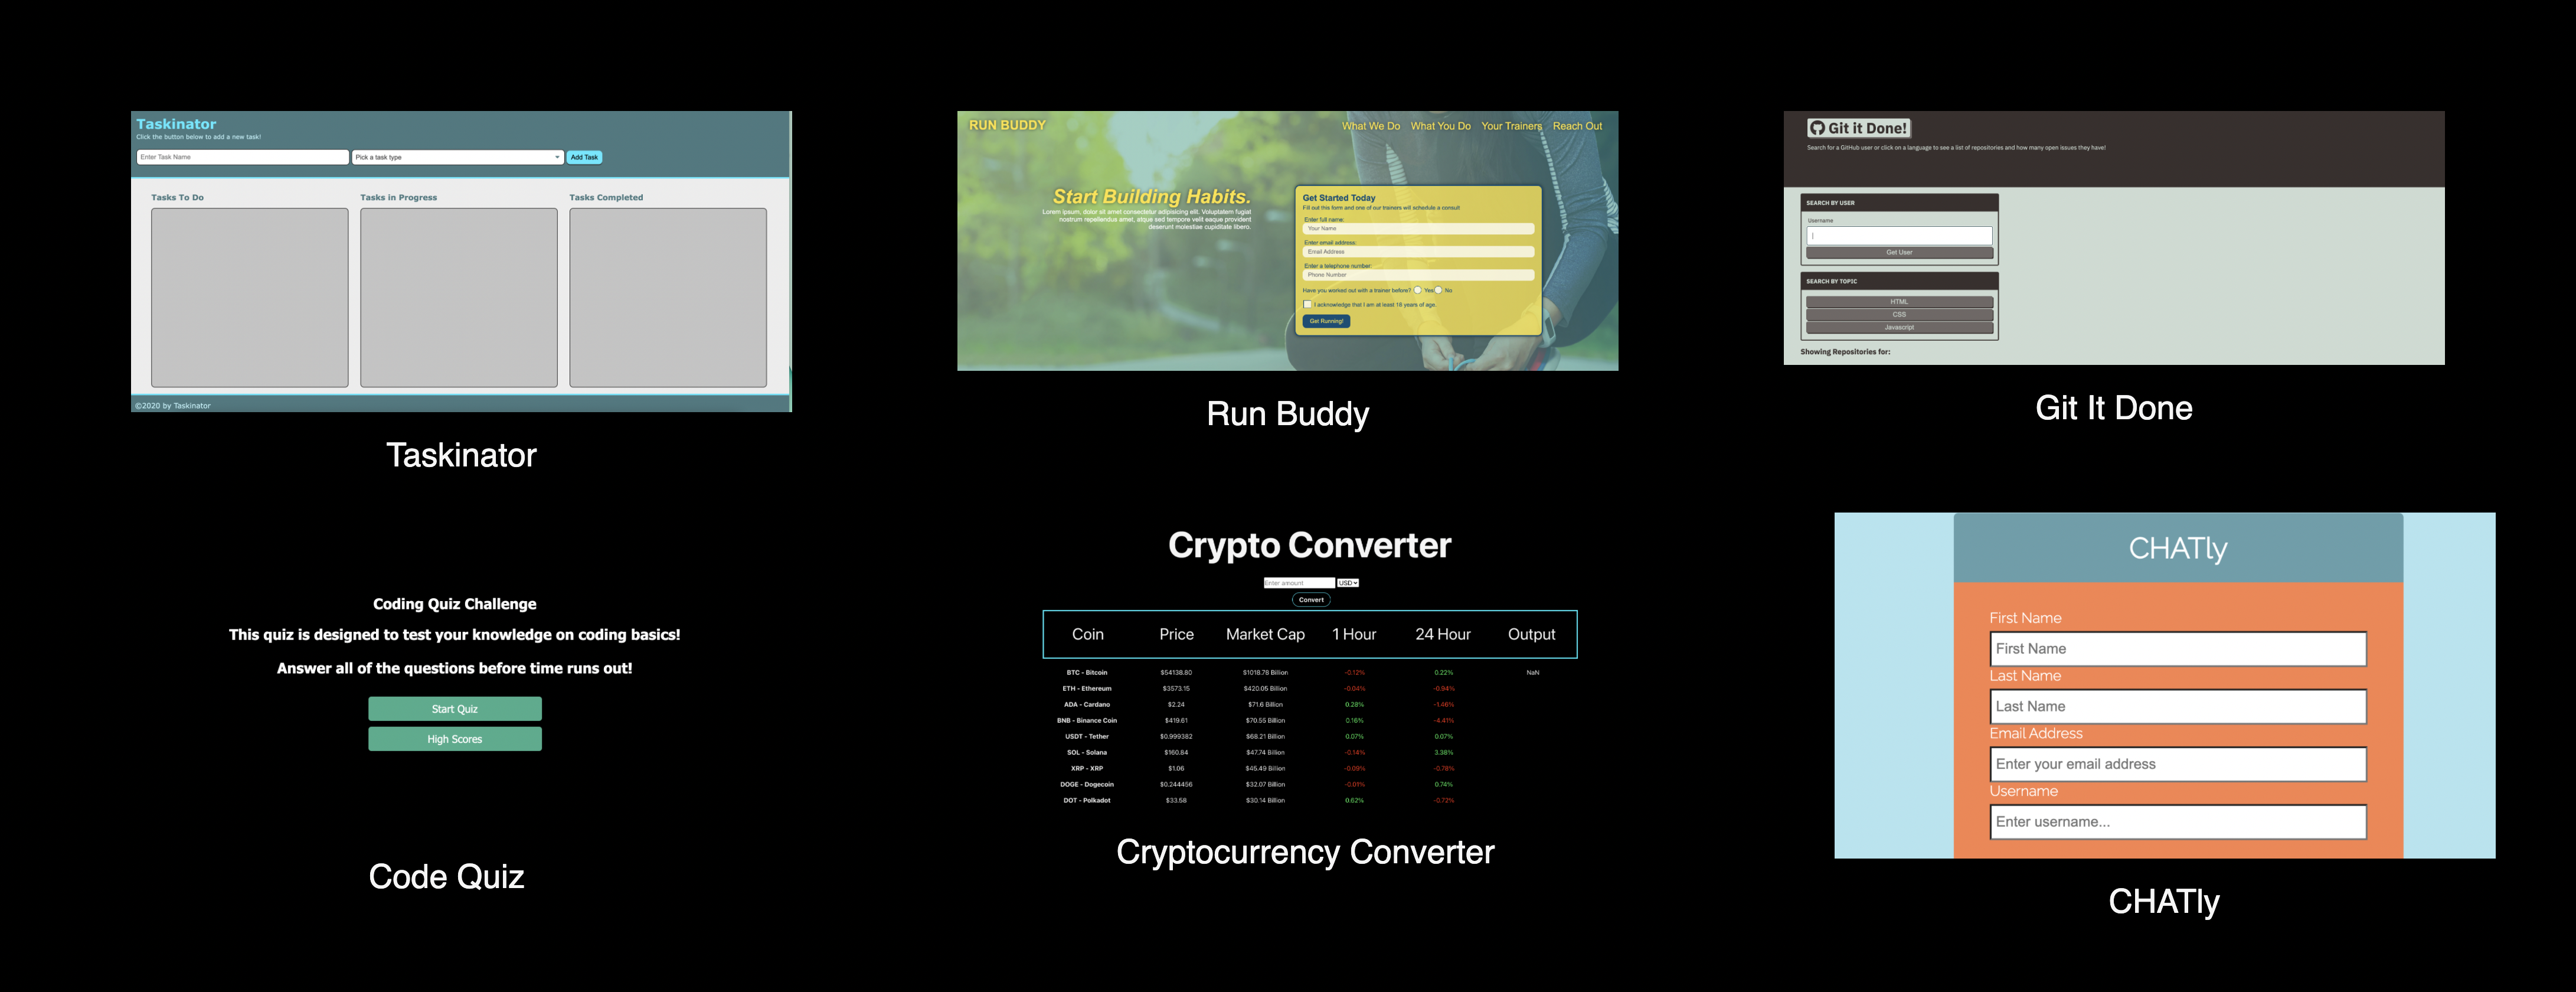 Taskinator
Click the button below to add a new task!
Enter Task Name
Pick a task type
Add Task
Tasks To Do
Tasks in Progress
Tasks Completed
©2020 by Taskinator
Taskinator
RUN BUDDY
What We Do What You Do Your Trainers Reach Out
Start Building Habits.
Lorem ipsum, dolor sit amet consectetur adipisicing elit. Voluptatem fugiat
nostrum repellendus amet, atque sed tempore velit eaque provident
deserunt molestiae cupiditate libero.
Get Started Today
Fill out this form and one of our trainers will schedule a consult!
Enter full name:
Your Name
Enter email address:
Email Address
Enter a telephone number:
Phone Number
Have you worked out with a trainer before? Yes No
I acknowledge that I am at least 18 years of age.
Get Running!
Run Buddy
Git it Done!
Search for a GitHub user or click on a language to see a list of repositories and how many open issues they have!
SEARCH BY USER
Username
Get User
SEARCH BY TOPIC
HTML
CSS
Javascript
Showing Repositories for:
Git It Done
Coding Quiz Challenge
This quiz is designed to test your knowledge on coding basics!
Answer all of the questions before time runs out!
Start Quiz
High Scores
Code Quiz
Crypto Converter
Enter amount USD
Convert
Coin Price Market Cap 1 Hour 24 Hour Output
BTC - Bitcoin $54138.80 $1018.78 Billion -0.12% 0.22% NaN
ETH - Ethereum $3573.15 $420.05 Billion -0.04% -0.94%
ADA - Cardano $2.24 $71.6 Billion 0.28% -1.46%
BNB - Binance Coin $419.61 $70.55 Billion 0.16% -4.41%
USDT - Tether $0.999382 $68.21 Billion 0.07% 0.07%
SOL - Solana $160.84 $47.74 Billion -0.14% 3.38%
XRP - XRP $1.06 $45.49 Billion -0.09% -0.78%
DOGE - Dogecoin $0.244456 $32.07 Billion -0.01% 0.74%
DOT - Polkadot $33.58 $30.14 Billion 0.62% -0.72%
Cryptocurrency Converter
CHATly
First Name
First Name
Last Name
Last Name
Email Address
Enter your email address
Username
Enter username...
CHATly